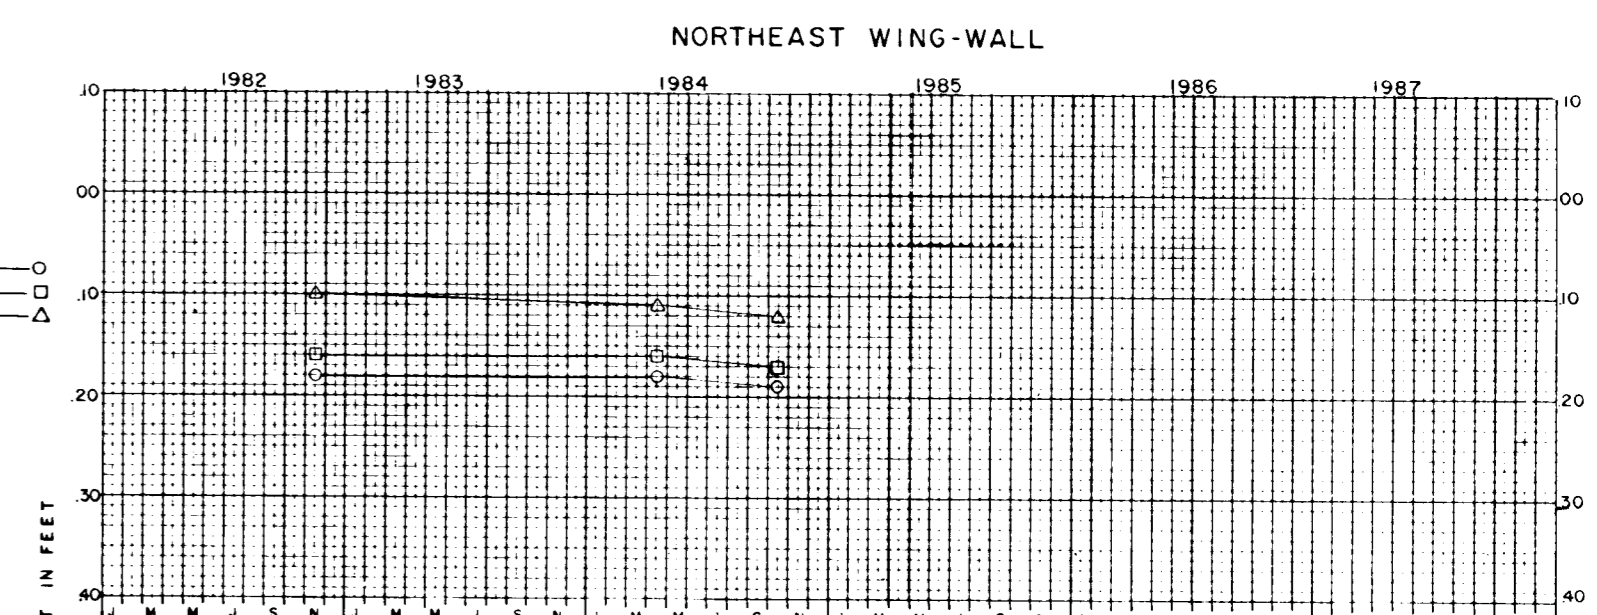 NORTHEAST WING-WALL
1982 1983 1984 1985 1986 1987
.10 10
00 00
.10 .10
.20 20
.30 30
.40 40
IN FEET
J M M J S N J M M J S N